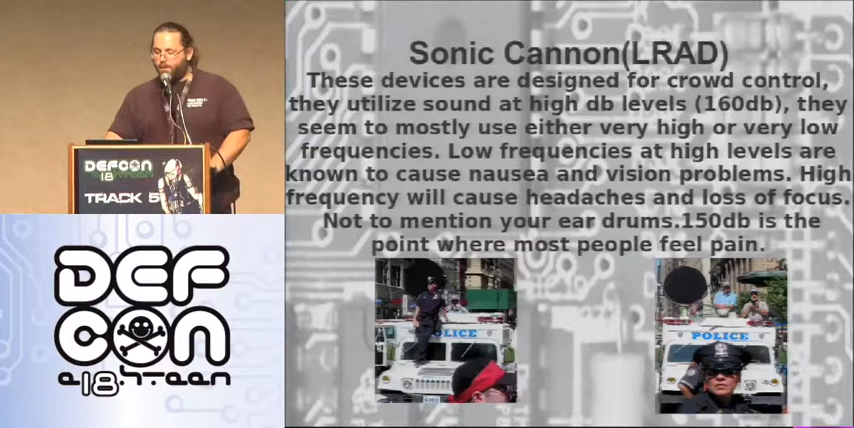 DEFCON
18
TRACK 5
DEF
CON
e18hteen
Sonic Cannon(LRAD)
These devices are designed for crowd control,
they utilize sound at high db levels (160db), they
seem to mostly use either very high or very low
frequencies. Low frequencies at high levels are
known to cause nausea and vision problems. High
frequency will cause headaches and loss of focus.
Not to mention your ear drums.150db is the
point where most people feel pain.
POLICE
POLICE